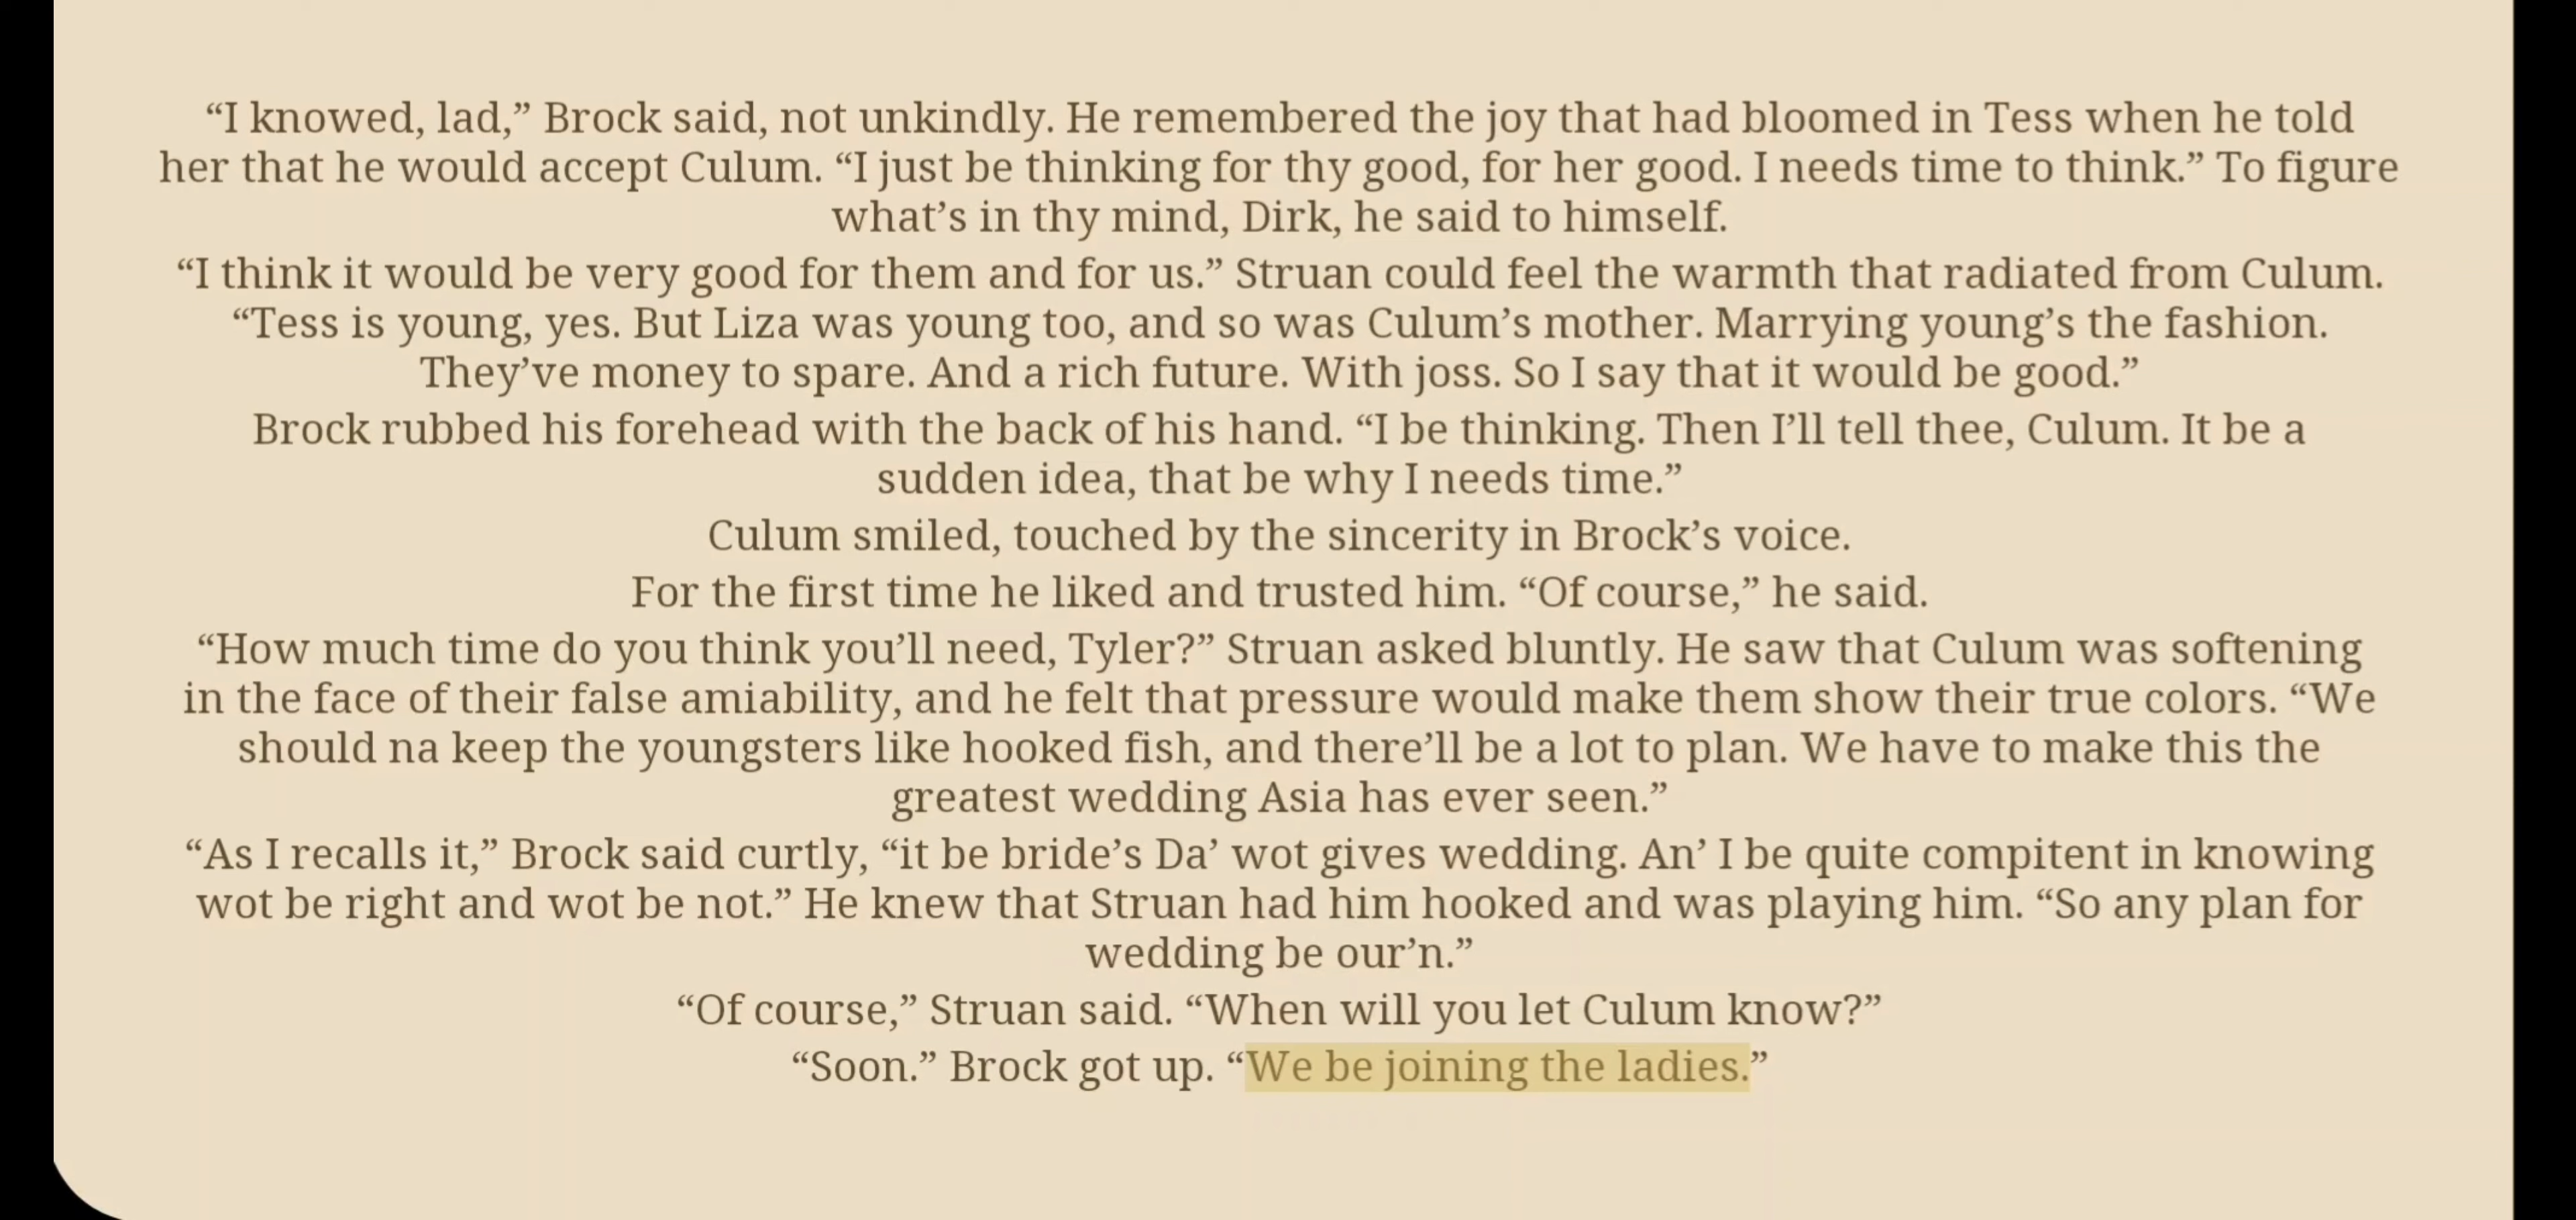 “I knowed, lad,” Brock said, not unkindly. He remembered the joy that had bloomed in Tess when he told
her that he would accept Culum. “I just be thinking for thy good, for her good. I needs time to think.” To figure
what’s in thy mind, Dirk, he said to himself.
“I think it would be very good for them and for us.” Struan could feel the warmth that radiated from Culum.
“Tess is young, yes. But Liza was young too, and so was Culum’s mother. Marrying young’s the fashion.
They’ve money to spare. And a rich future. With joss. So I say that it would be good.”
Brock rubbed his forehead with the back of his hand. “I be thinking. Then I’ll tell thee, Culum. It be a
sudden idea, that be why I needs time.”
Culum smiled, touched by the sincerity in Brock’s voice.
For the first time he liked and trusted him. “Of course,” he said.
“How much time do you think you’ll need, Tyler?” Struan asked bluntly. He saw that Culum was softening
in the face of their false amiability, and he felt that pressure would make them show their true colors. “We
should na keep the youngsters like hooked fish, and there’ll be a lot to plan. We have to make this the
greatest wedding Asia has ever seen.”
“As I recalls it,” Brock said curtly, “it be bride’s Da’ wot gives wedding. An’ I be quite compitent in knowing
wot be right and wot be not.” He knew that Struan had him hooked and was playing him. “So any plan for
wedding be our’n.”
“Of course,” Struan said. “When will you let Culum know?”
“Soon.” Brock got up. “We be joining the ladies.”